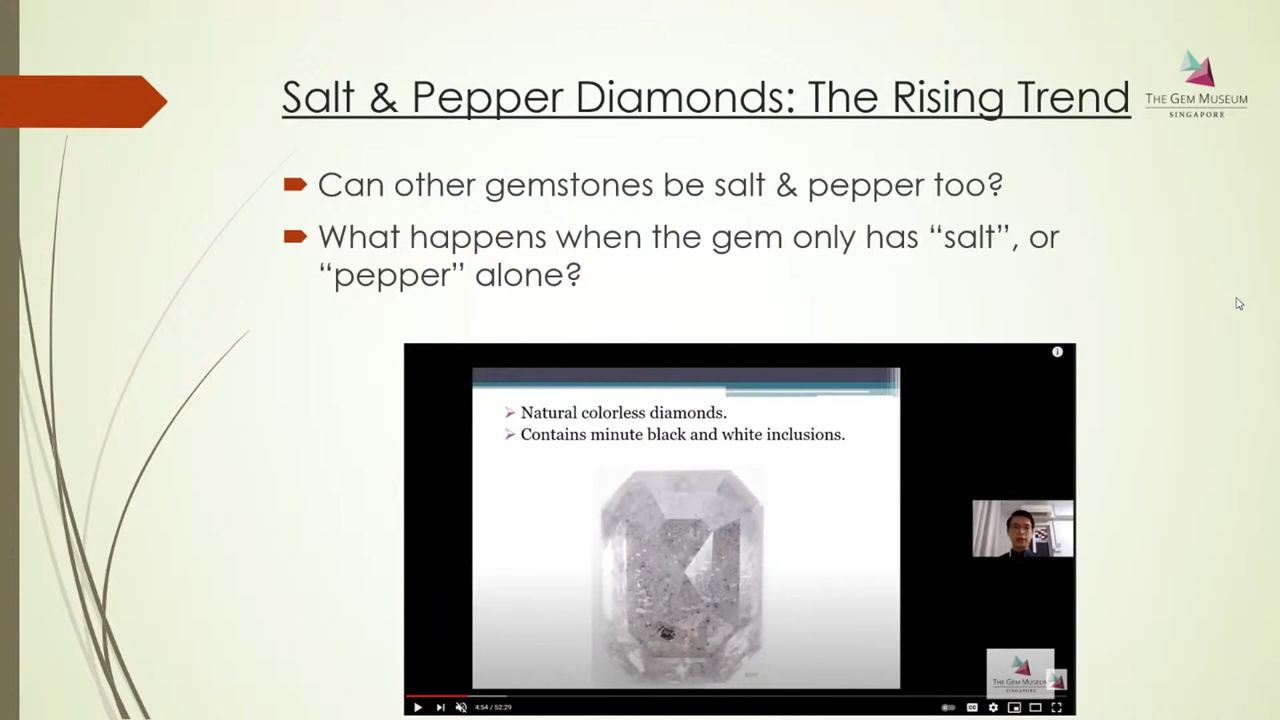 Salt & Pepper Diamonds: The Rising Trend
THE GEM MUSEUM
SINGAPORE
Can other gemstones be salt & pepper too?
What happens when the gem only has “salt”, or
“pepper” alone?
Natural colorless diamonds.
Contains minute black and white inclusions.
THE GEM MUSEUM
SINGAPORE
4:54 / 52:29
CC